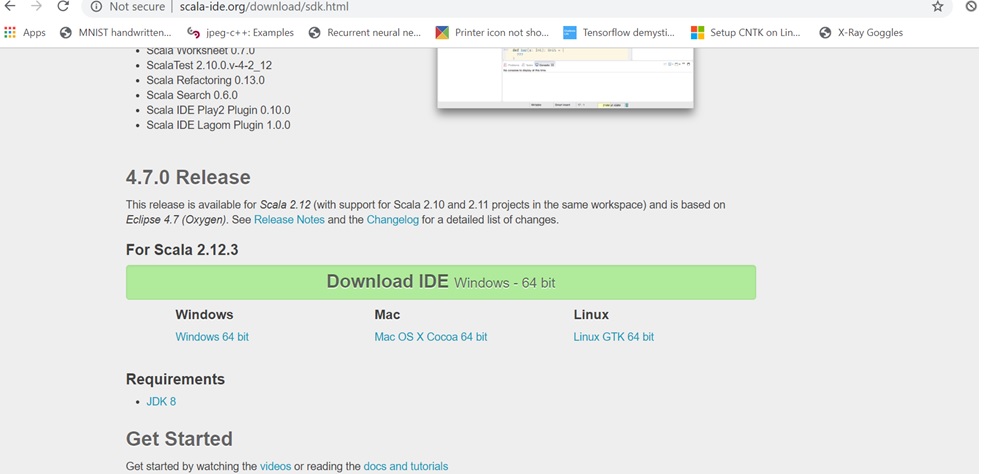 Not secure | scala-ide.org/download/sdk.html
Apps MNIST handwritten... jpeg-c++: Examples Recurrent neural ne... Printer icon not sho... Tensorflow demysti... Setup CNTK on Lin... X-Ray Goggles
Scala Worksheet 0.7.0
ScalaTest 2.10.0.v-4-2_12
Scala Refactoring 0.13.0
Scala Search 0.6.0
Scala IDE Play2 Plugin 0.10.0
Scala IDE Lagom Plugin 1.0.0
4.7.0 Release
This release is available for Scala 2.12 (with support for Scala 2.10 and 2.11 projects in the same workspace) and is based on
Eclipse 4.7 (Oxygen). See Release Notes and the Changelog for a detailed list of changes.
For Scala 2.12.3
Download IDE Windows - 64 bit
Windows Mac Linux
Windows 64 bit Mac OS X Cocoa 64 bit Linux GTK 64 bit
Requirements
JDK 8
Get Started
Get started by watching the videos or reading the docs and tutorials